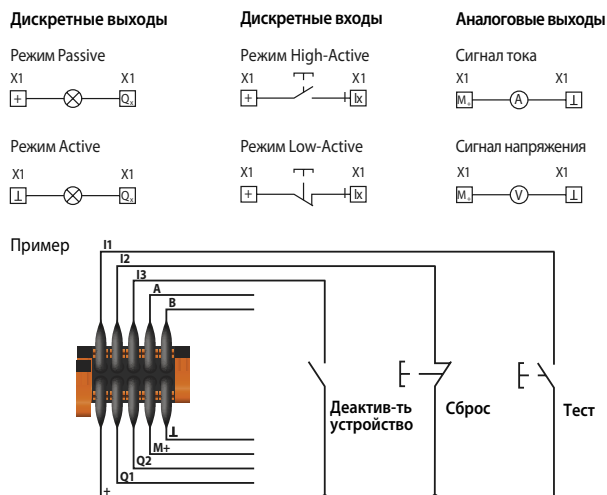 Дискретные выходы
Дискретные входы
Аналоговые выходы
Режим Passive
Режим High-Active
Сигнал тока
X1 X1
X1 X1
X1 X1
+ Qx
+ Ix
M+ A ⊥
Режим Active
Режим Low-Active
Сигнал напряжения
X1 X1
X1 X1
X1 X1
⊥ Qx
+ Ix
M+ V ⊥
Пример
I1
I2
I3
A
B
Деактив-ть
устройство
Сброс
Тест
⊥
M+
Q2
Q1
+